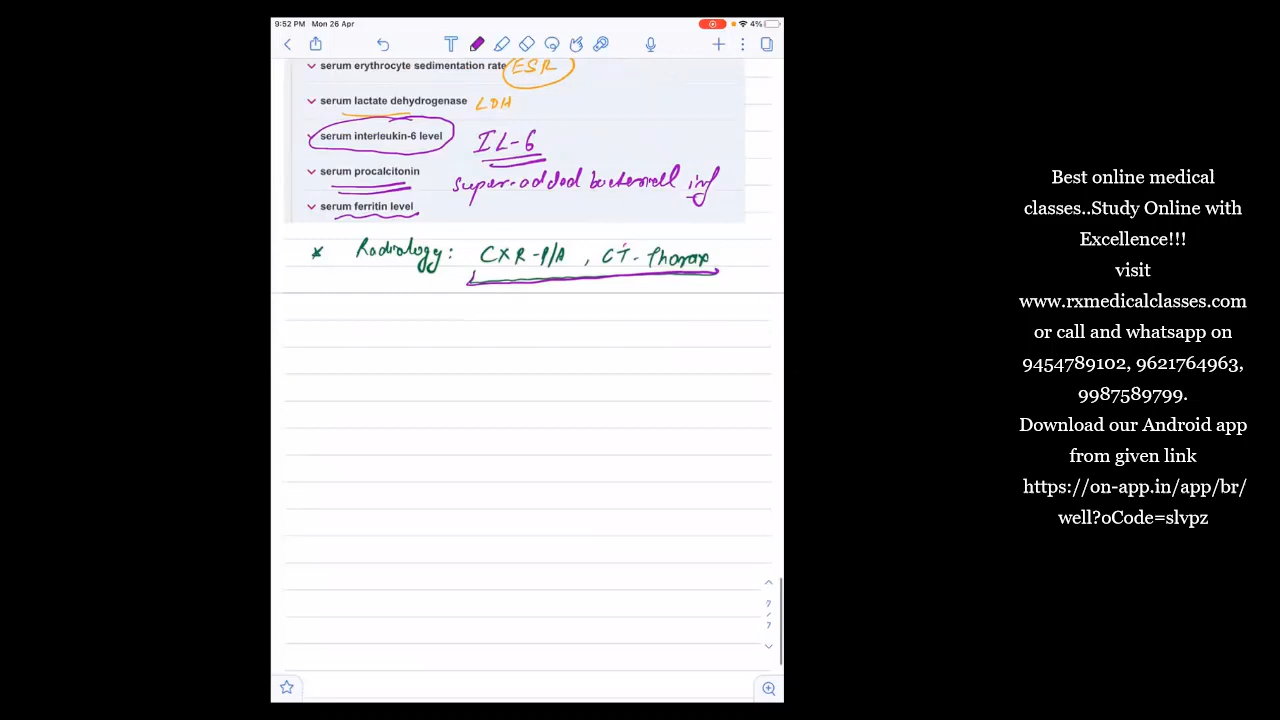 9:52 PM Mon 26 Apr
4%
serum erythrocyte sedimentation rate ESR
serum lactate dehydrogenase LDH
serum interleukin-6 level IL-6
serum procalcitonin super-added bacterial inf
serum ferritin level
* Radiology: CXR-P/A, CT-Thorax
7
7
Best online medical
classes..Study Online with
Excellence!!!
visit
www.rxmedicalclasses.com
or call and whatsapp on
9454789102, 9621764963,
9987589799.
Download our Android app
from given link
https://on-app.in/app/br/
well?oCode=slvpz